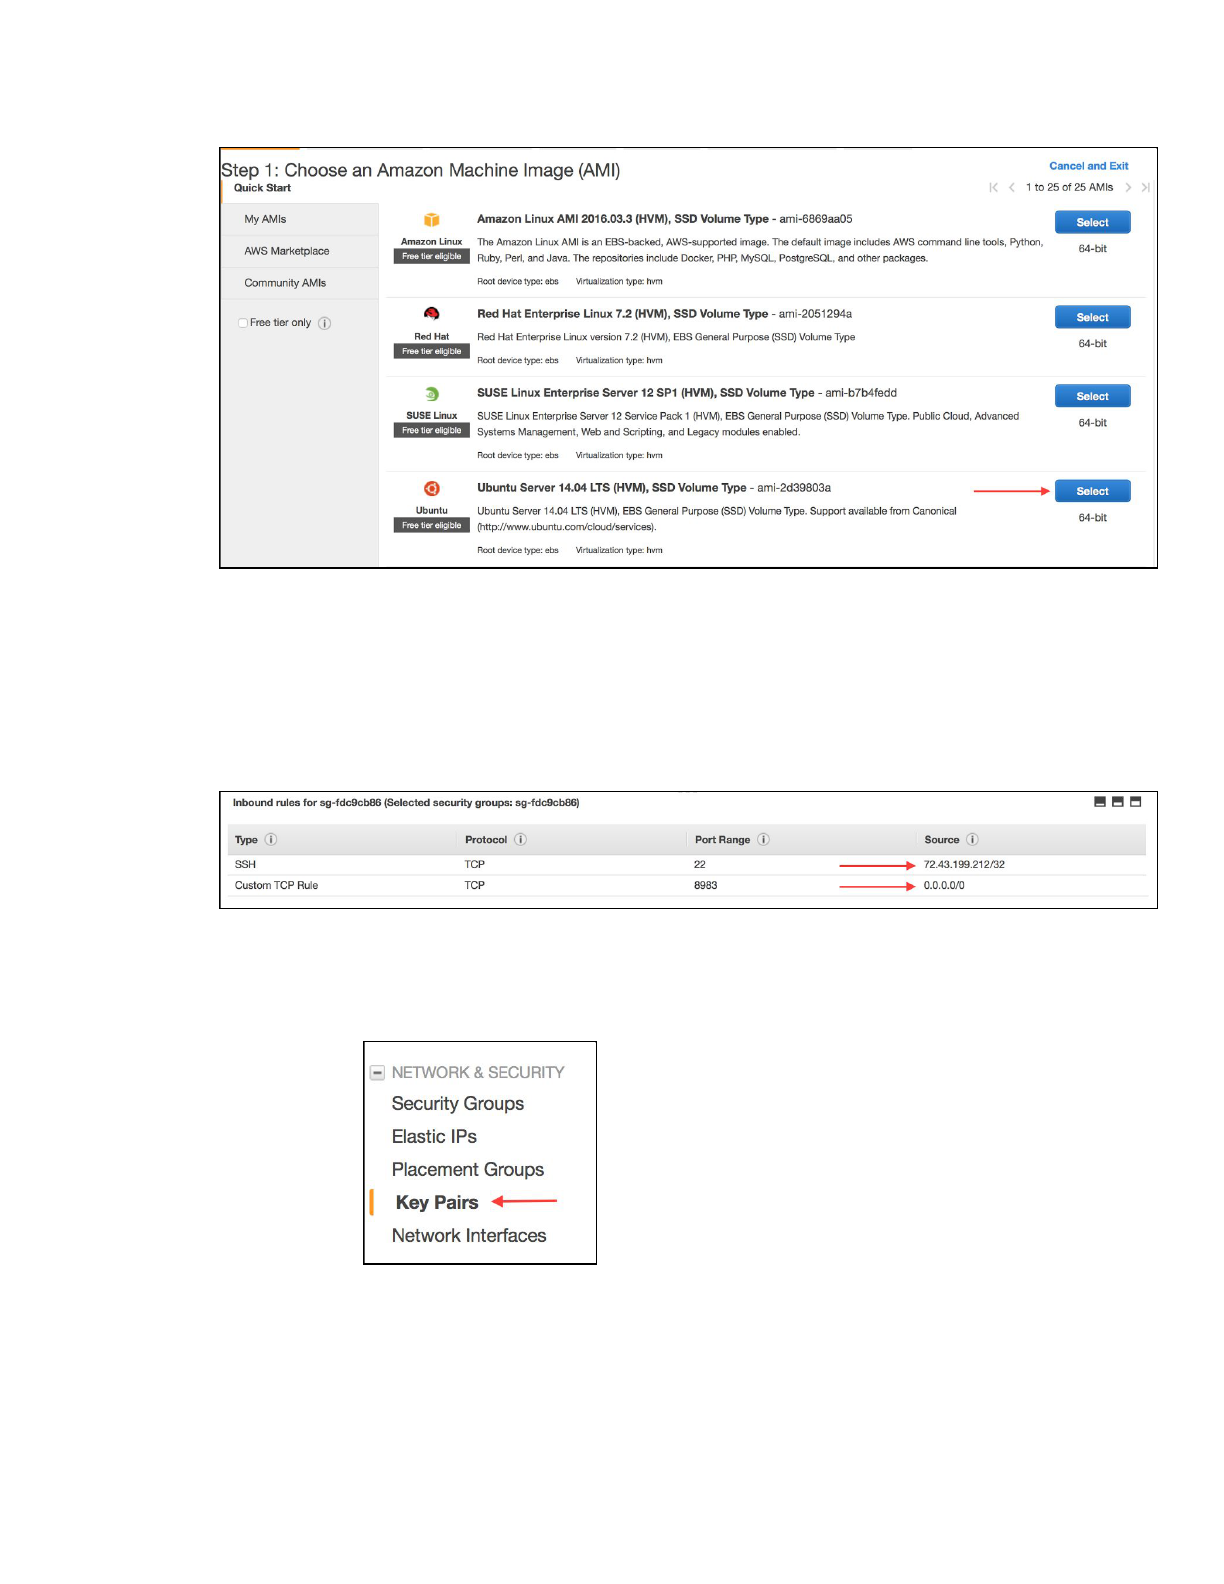 Step 1: Choose an Amazon Machine Image (AMI)
Cancel and Exit
Quick Start
1 to 25 of 25 AMIs
My AMIs
AWS Marketplace
Community AMIs
Free tier only
Amazon Linux
Free tier eligible
Amazon Linux AMI 2016.03.3 (HVM), SSD Volume Type - ami-6869aa05
The Amazon Linux AMI is an EBS-backed, AWS-supported image. The default image includes AWS command line tools, Python,
Ruby, Perl, and Java. The repositories include Docker, PHP, MySQL, PostgreSQL, and other packages.
Root device type: ebs Virtualization type: hvm
Select
64-bit
Red Hat
Free tier eligible
Red Hat Enterprise Linux 7.2 (HVM), SSD Volume Type - ami-2051294a
Red Hat Enterprise Linux version 7.2 (HVM), EBS General Purpose (SSD) Volume Type
Root device type: ebs Virtualization type: hvm
Select
64-bit
SUSE Linux
Free tier eligible
SUSE Linux Enterprise Server 12 SP1 (HVM), SSD Volume Type - ami-b7b4fedd
SUSE Linux Enterprise Server 12 Service Pack 1 (HVM), EBS General Purpose (SSD) Volume Type. Public Cloud, Advanced
Systems Management, Web and Scripting, and Legacy modules enabled.
Root device type: ebs Virtualization type: hvm
Select
64-bit
Ubuntu
Free tier eligible
Ubuntu Server 14.04 LTS (HVM), SSD Volume Type - ami-2d39803a
Ubuntu Server 14.04 LTS (HVM), EBS General Purpose (SSD) Volume Type. Support available from Canonical
(http://www.ubuntu.com/cloud/services).
Root device type: ebs Virtualization type: hvm
Select
64-bit
Inbound rules for sg-fdc9cb86 (Selected security groups: sg-fdc9cb86)
Type Protocol Port Range Source
SSH TCP 22 72.43.199.212/32
Custom TCP Rule TCP 8983 0.0.0.0/0
NETWORK & SECURITY
Security Groups
Elastic IPs
Placement Groups
Key Pairs
Network Interfaces